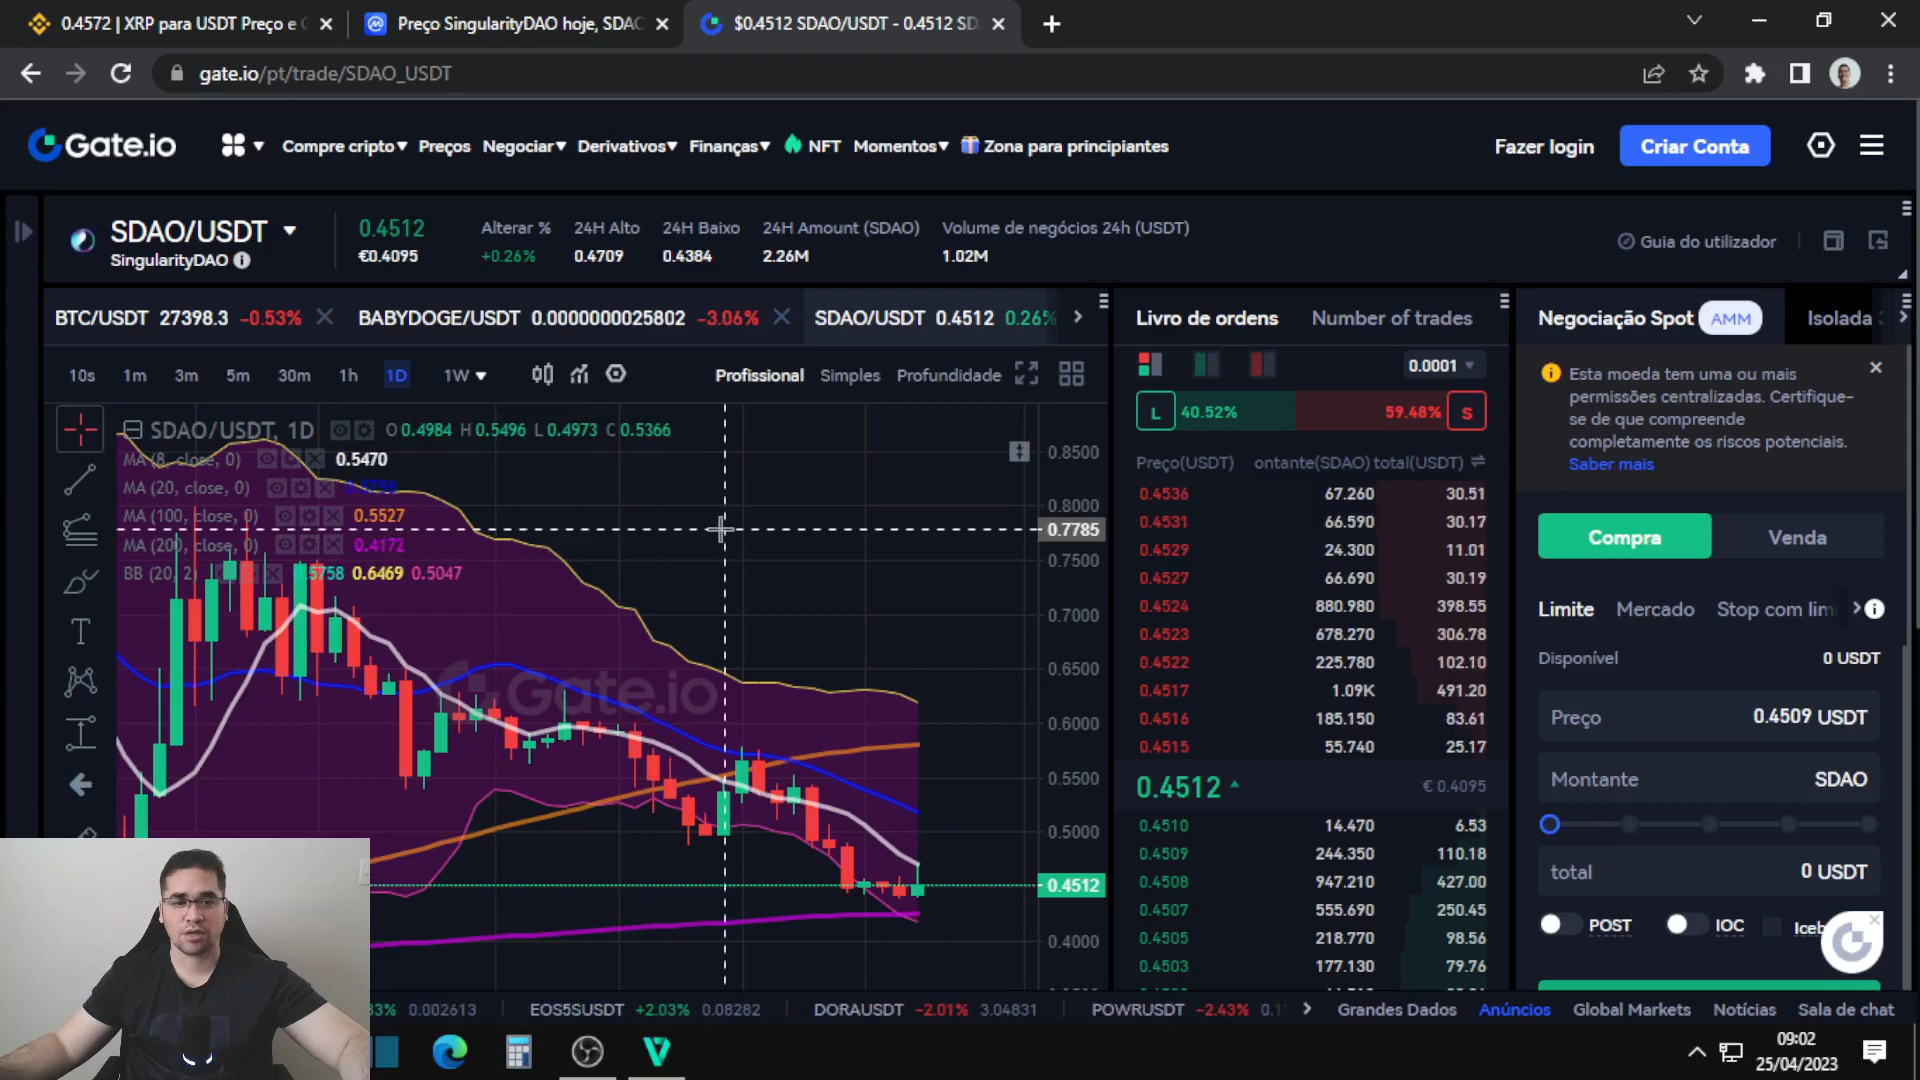 0.4572 | XRP para USDT Preço e
Preço SingularityDAO hoje, SDAO
$0.4512 SDAO/USDT - 0.4512 SD
gate.io/pt/trade/SDAO_USDT
Gate.io
Compre cripto
Preços
Negociar
Derivativos
Finanças
NFT
Momentos
Zona para principiantes
Fazer login
Criar Conta
SDAO/USDT
SingularityDAO
0.4512
€0.4095
Alterar %
+0.26%
24H Alto
0.4709
24H Baixo
0.4384
24H Amount (SDAO)
2.26M
Volume de negócios 24h (USDT)
1.02M
Guia do utilizador
BTC/USDT 27398.3 -0.53%
BABYDOGE/USDT 0.0000000025802 -3.06%
SDAO/USDT 0.4512 0.26%
10s 1m 3m 5m 30m 1h 1D 1W
Profissional Simples Profundidade
SDAO/USDT, 1D O 0.4984 H 0.5496 L 0.4973 C 0.5366
MA (8, close, 0) 0.5470
MA (20, close, 0) 0.5758
MA (100, close, 0) 0.5527
MA (200, close, 0) 0.4172
BB (20, 2) 0.5758 0.6469 0.5047
Gate.io
0.8500
0.8000
0.7785
0.7500
0.7000
0.6500
0.6000
0.5500
0.5000
0.4512
0.4000
Livro de ordens
Number of trades
0.0001
L 40.52% 59.48% S
Preço(USDT) ontante(SDAO) total(USDT)
0.4536 67.260 30.51
0.4531 66.590 30.17
0.4529 24.300 11.01
0.4527 66.690 30.19
0.4524 880.980 398.55
0.4523 678.270 306.78
0.4522 225.780 102.10
0.4517 1.09K 491.20
0.4516 185.150 83.61
0.4515 55.740 25.17
0.4512 € 0.4095
0.4510 14.470 6.53
0.4509 244.350 110.18
0.4508 947.210 427.00
0.4507 555.690 250.45
0.4505 218.770 98.56
0.4503 177.130 79.76
Negociação Spot AMM Isolada
Esta moeda tem uma ou mais
permissões centralizadas. Certifique-
se de que compreende
completamente os riscos potenciais.
Saber mais
Compra
Venda
Limite Mercado Stop com lim
Disponível 0 USDT
Preço 0.4509 USDT
Montante SDAO
total 0 USDT
POST IOC Iceb
33% 0.002613
EOS5SUSDT +2.03% 0.08282
DORAUSDT -2.01% 3.04831
POWRUSDT -2.43%
Grandes Dados
Anúncios
Global Markets
Notícias
Sala de chat
09:02
25/04/2023